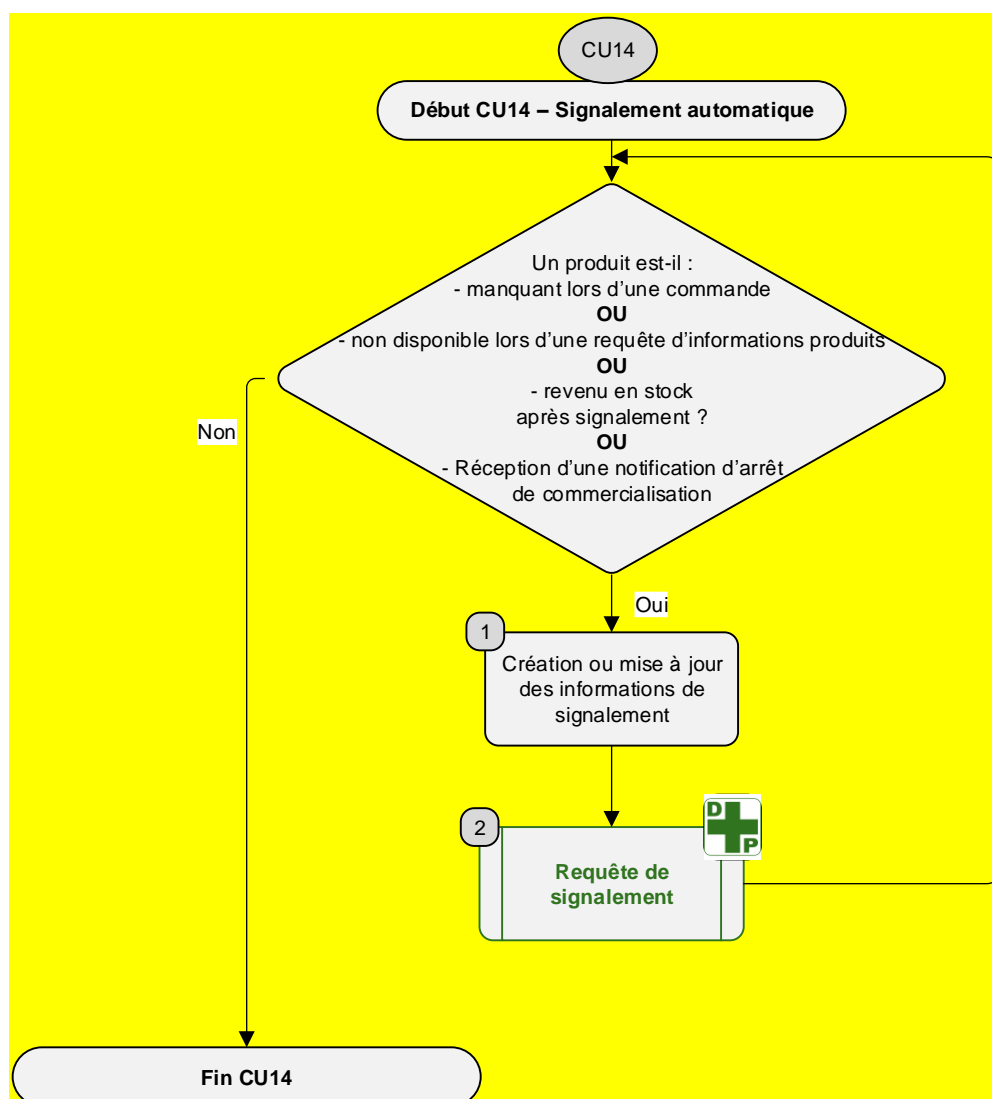 CU14
Début CU14 – Signalement automatique
Un produit est-il :
- manquant lors d'une commande
OU
- non disponible lors d'une requête d'informations produits
OU
- revenu en stock
après signalement ?
OU
- Réception d'une notification d'arrêt
de commercialisation
Non
Oui
1
Création ou mise à jour
des informations de
signalement
D
P
2
Requête de
signalement
Fin CU14